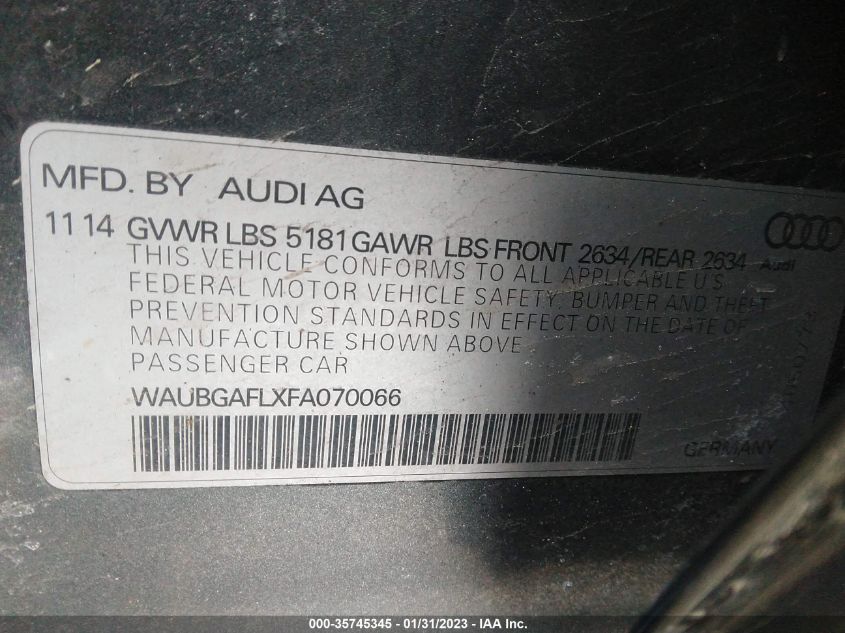 MFD. BY AUDI AG
1114 GVWR LBS 5181 GAWR LBS FRONT 2634/REAR 2634
Audi
THIS VEHICLE CONFORMS TO ALL APPLICABLE U.S
FEDERAL MOTOR VEHICLE SAFETY, BUMPER AND THEFT
PREVENTION STANDARDS IN EFFECT ON THE DATE OF
MANUFACTURE SHOWN ABOVE
PASSENGER CAR
WAUBGAFLXFA070066
GERMANY
000-35745345 - 01/31/2023 - IAA Inc.